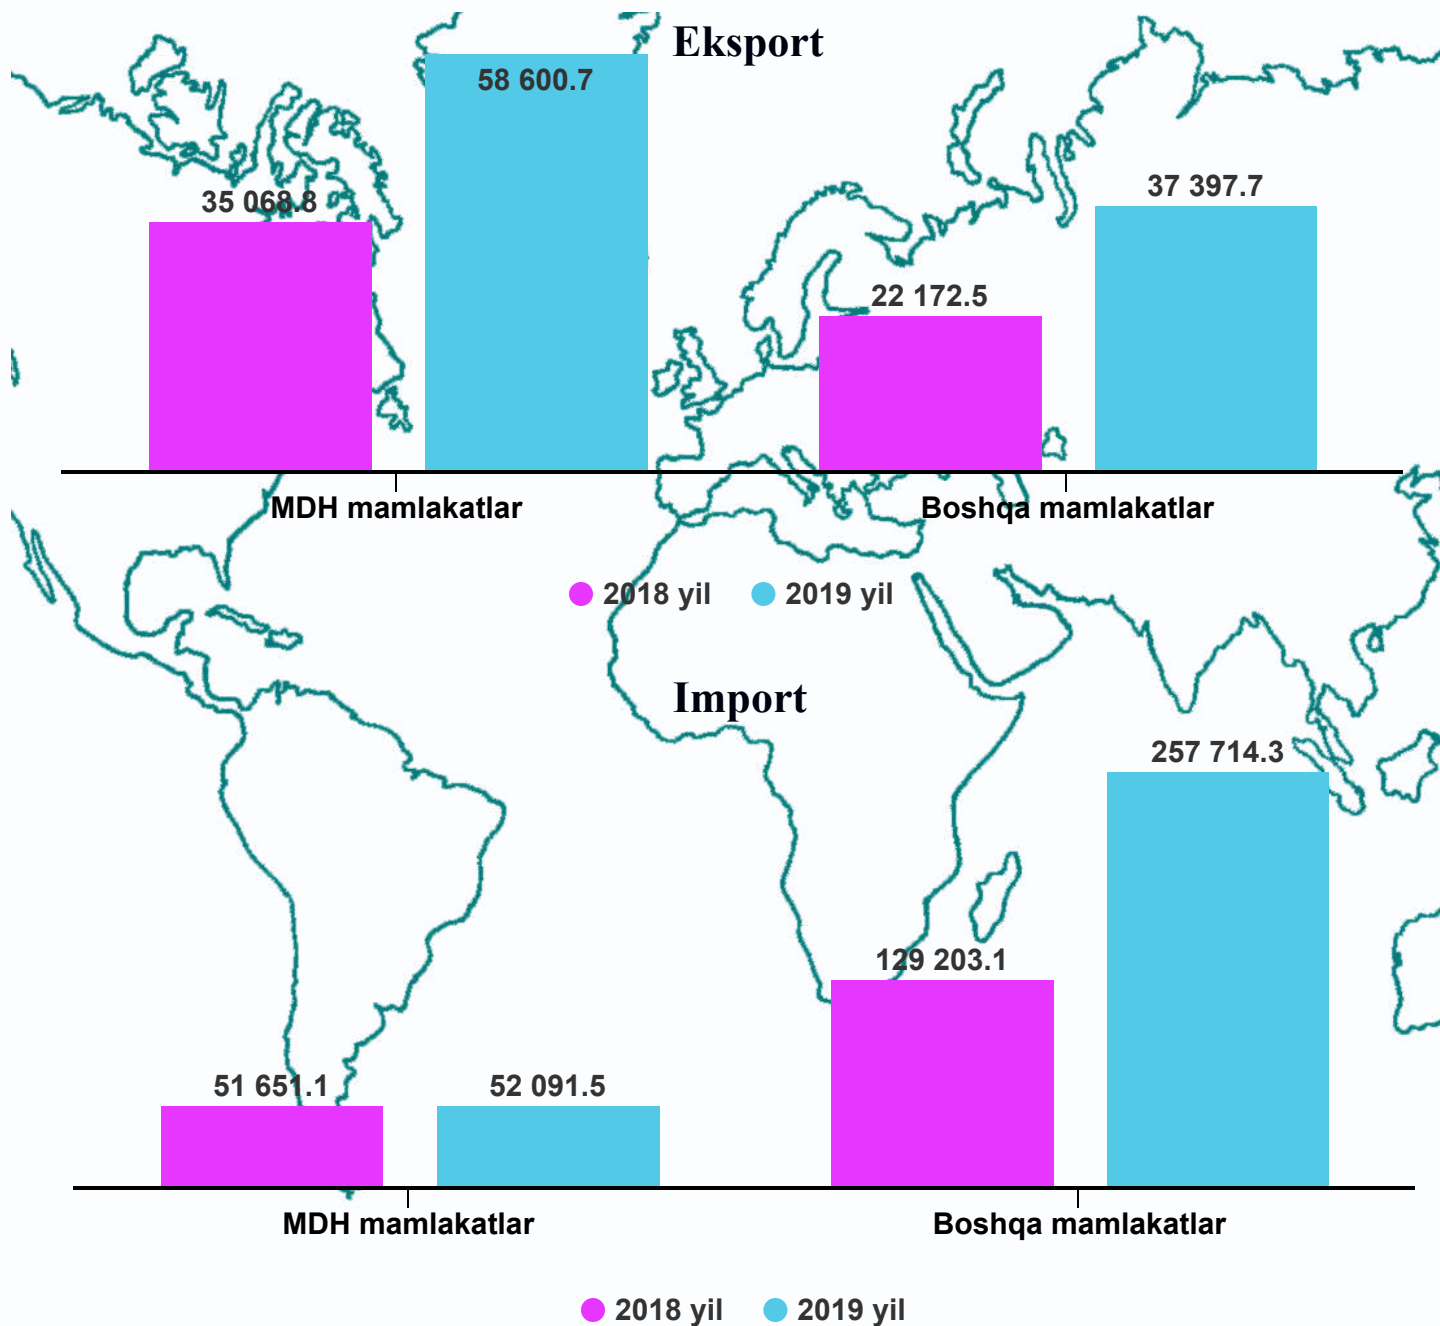 Eksport
58 600.7
35 068.8
37 397.7
22 172.5
MDH mamlakatlar
Boshqa mamlakatlar
2018 yil
2019 yil
Import
257 714.3
129 203.1
51 651.1
52 091.5
MDH mamlakatlar
Boshqa mamlakatlar
2018 yil
2019 yil